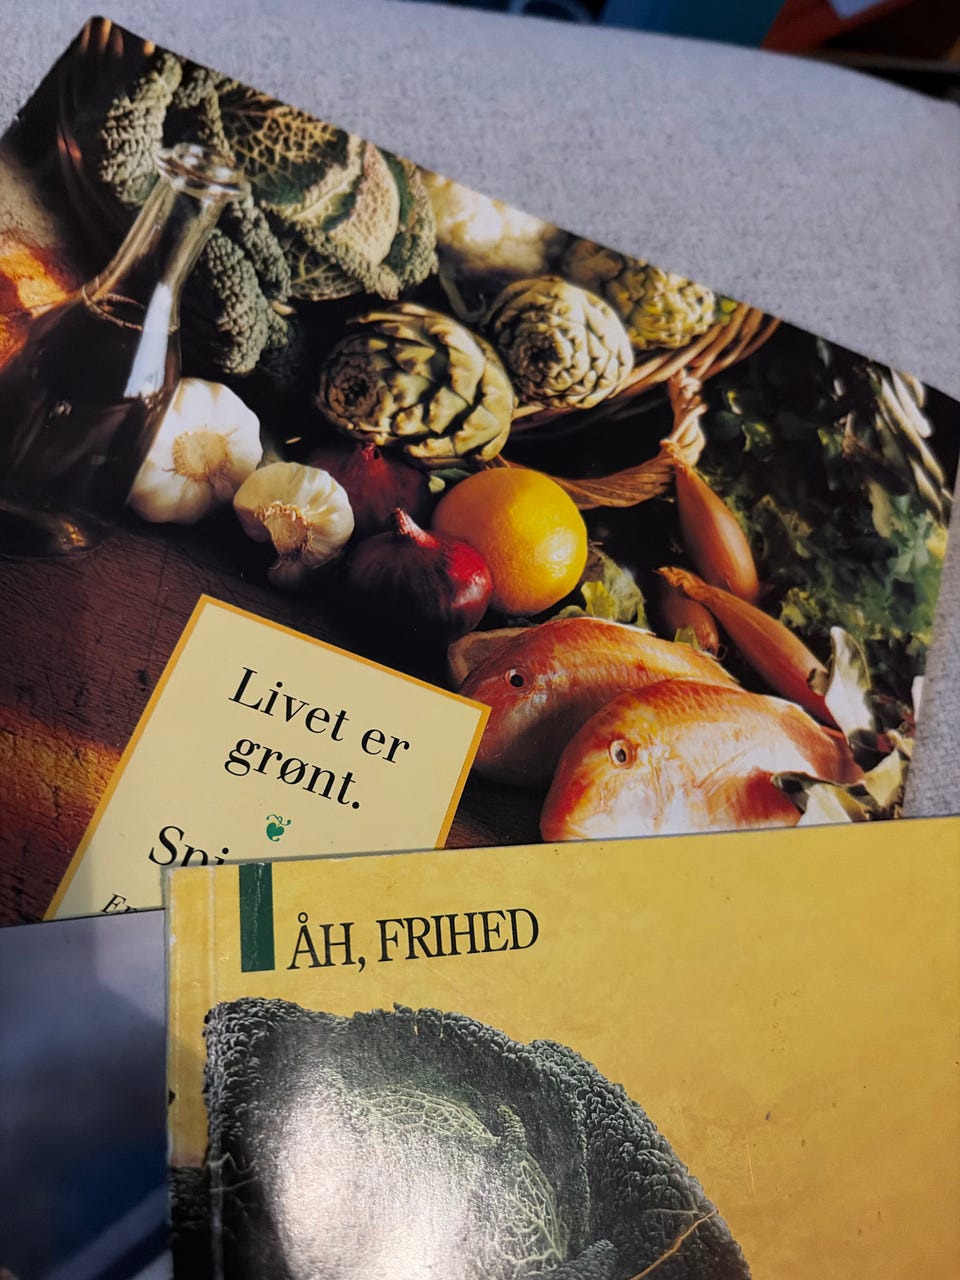 Livet er
grønt.
ÅH, FRIHED